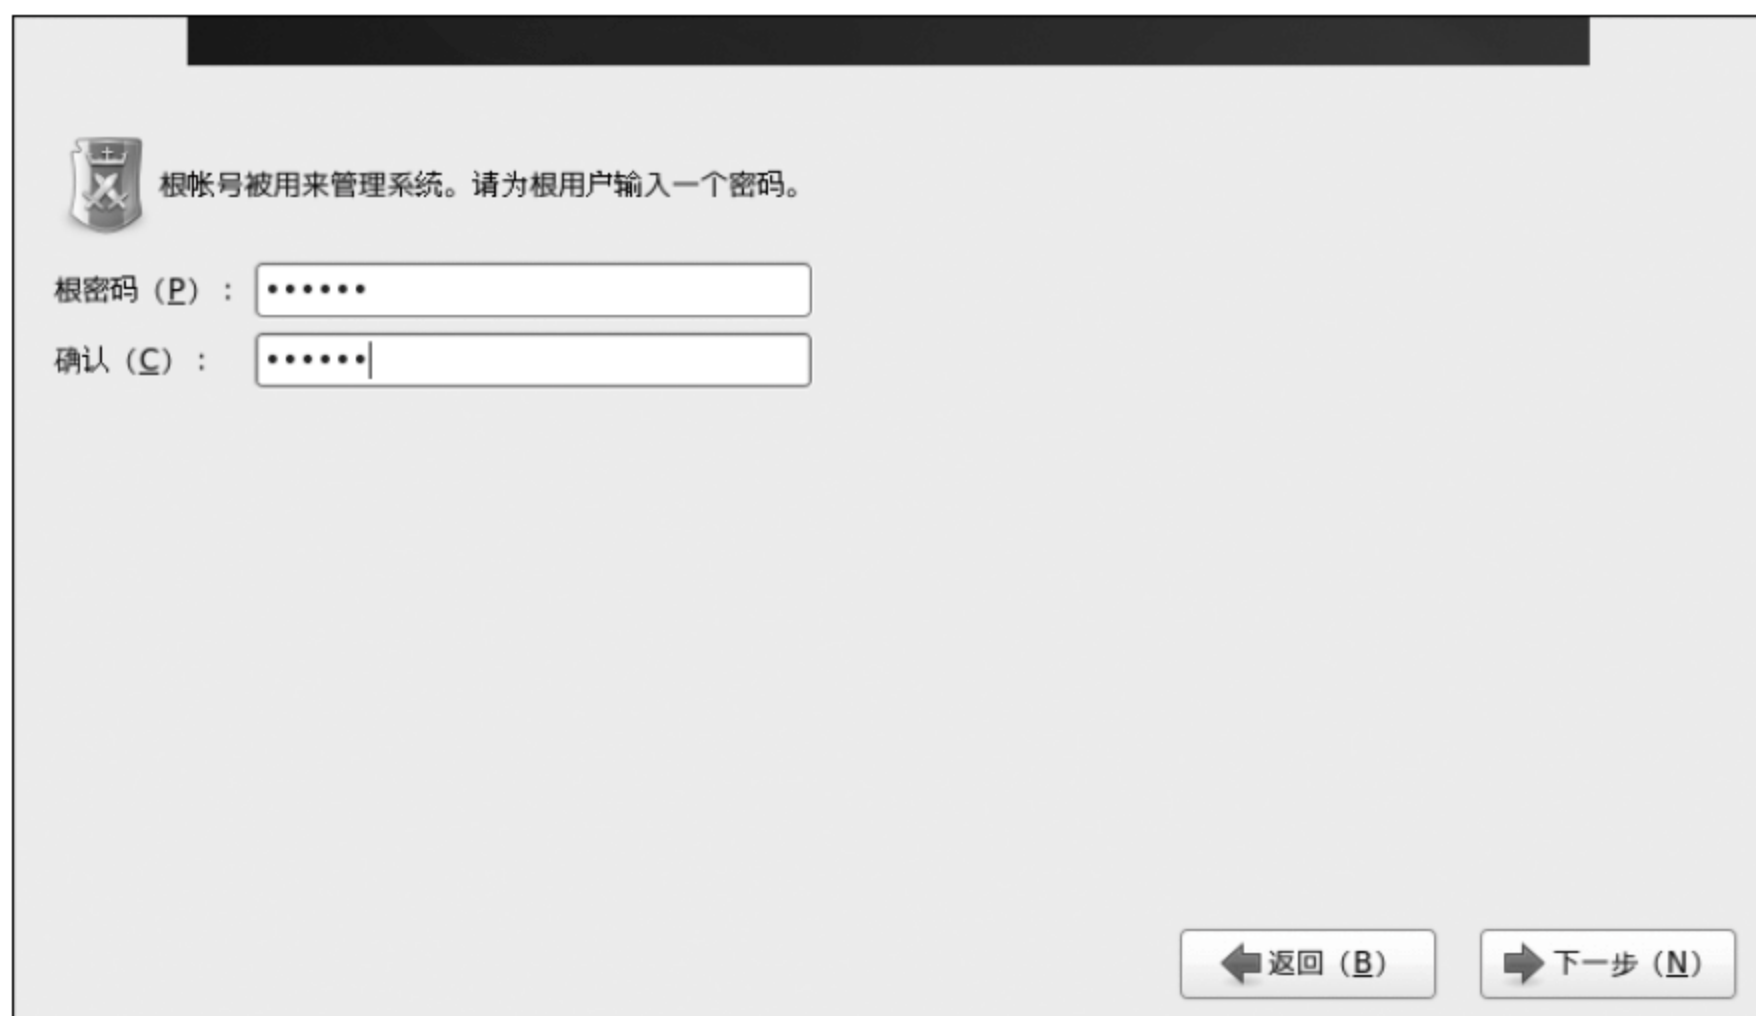 根帐号被用来管理系统。请为根用户输入一个密码。
根密码（P）：••••••
确认（C）：••••••
返回（B） 下一步（N）